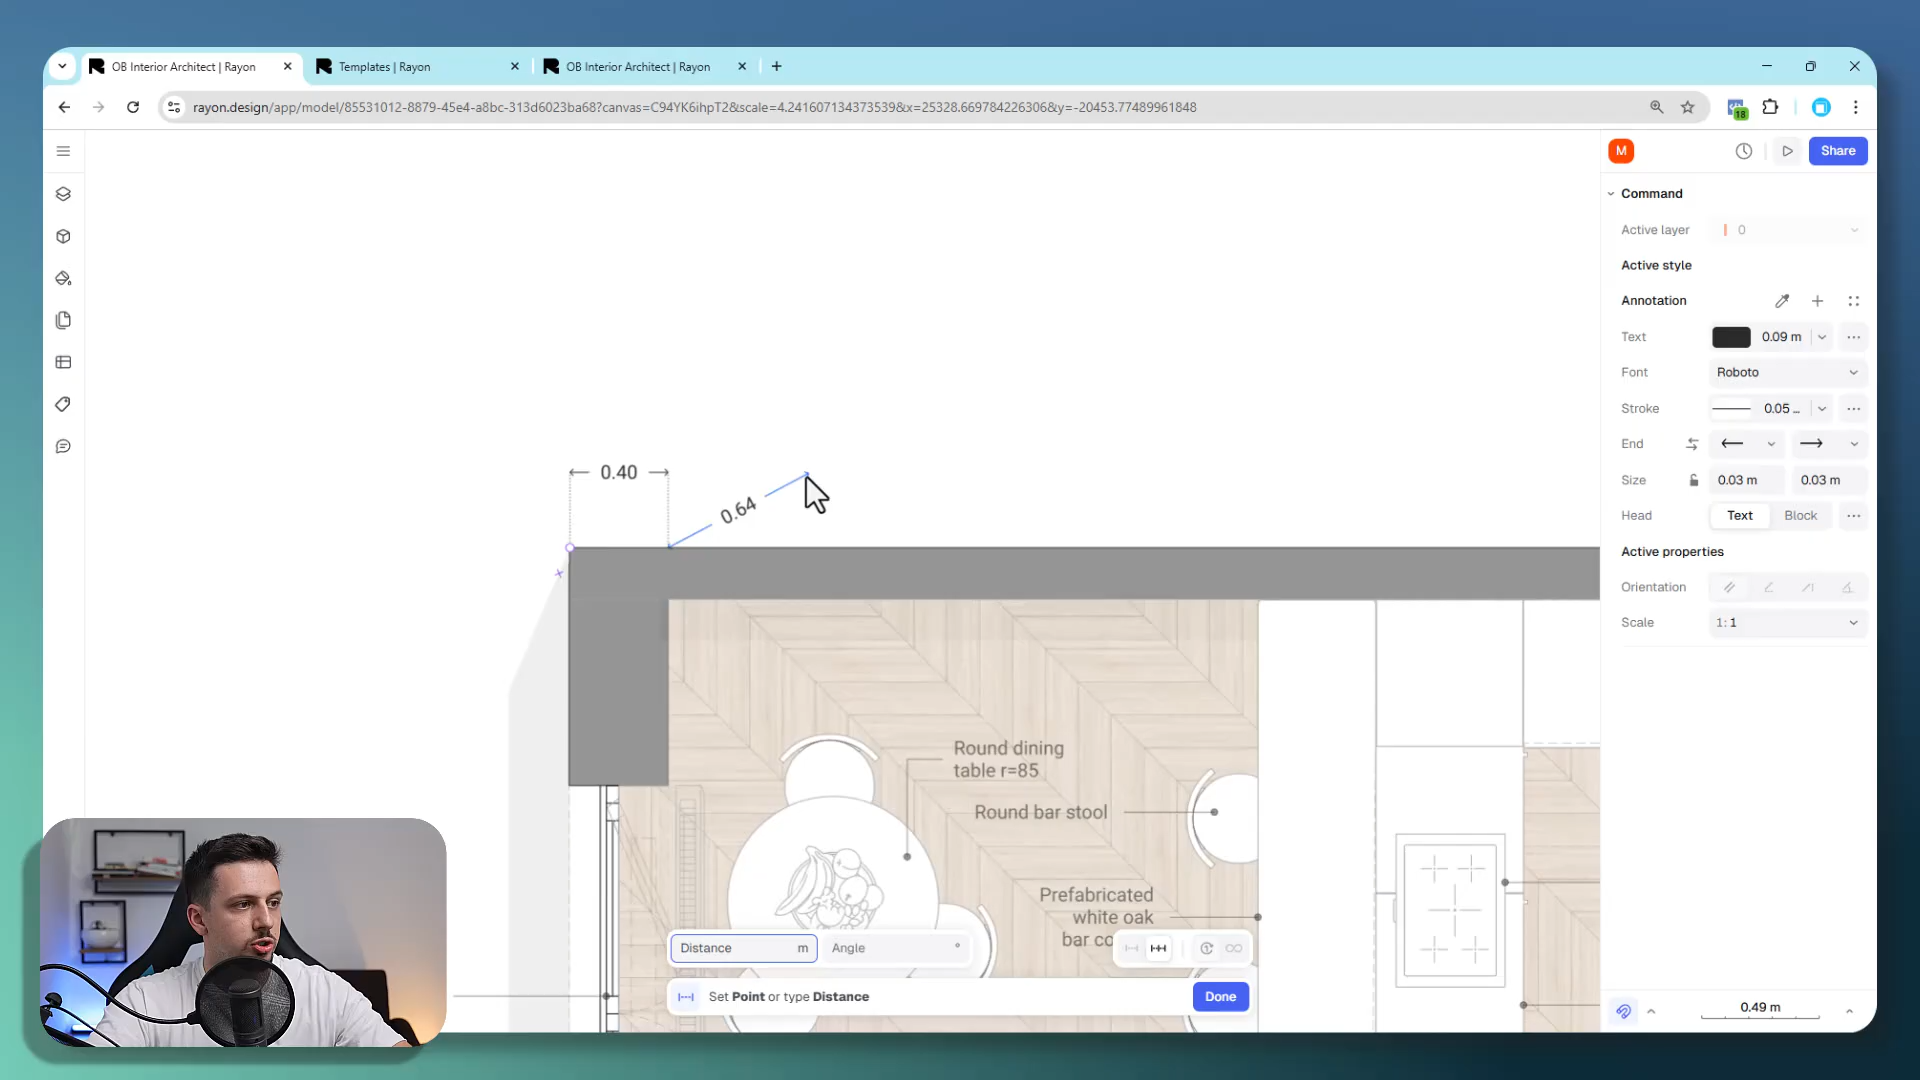 OB Interior Architect | Rayon
Templates | Rayon
OB Interior Architect | Rayon
rayon.design/app/model/85531012-8879-45e4-a8bc-313d6023ba68?canvas=C94YK6ihpT2&scale=4.241607134373539&x=25328.669784226306&y=-20453.77489961848
18
M
Share
Command
Active layer 0
Active style
Annotation
Text 0.09 m
Font Roboto
Stroke 0.05 ...
End
Size 0.03 m 0.03 m
Head Text Block
Active properties
Orientation
Scale 1: 1
0.40
0.64
Round dining
table r=85
Round bar stool
Prefabricated
white oak
bar co
Distance m Angle °
Set Point or type Distance
Done
0.49 m